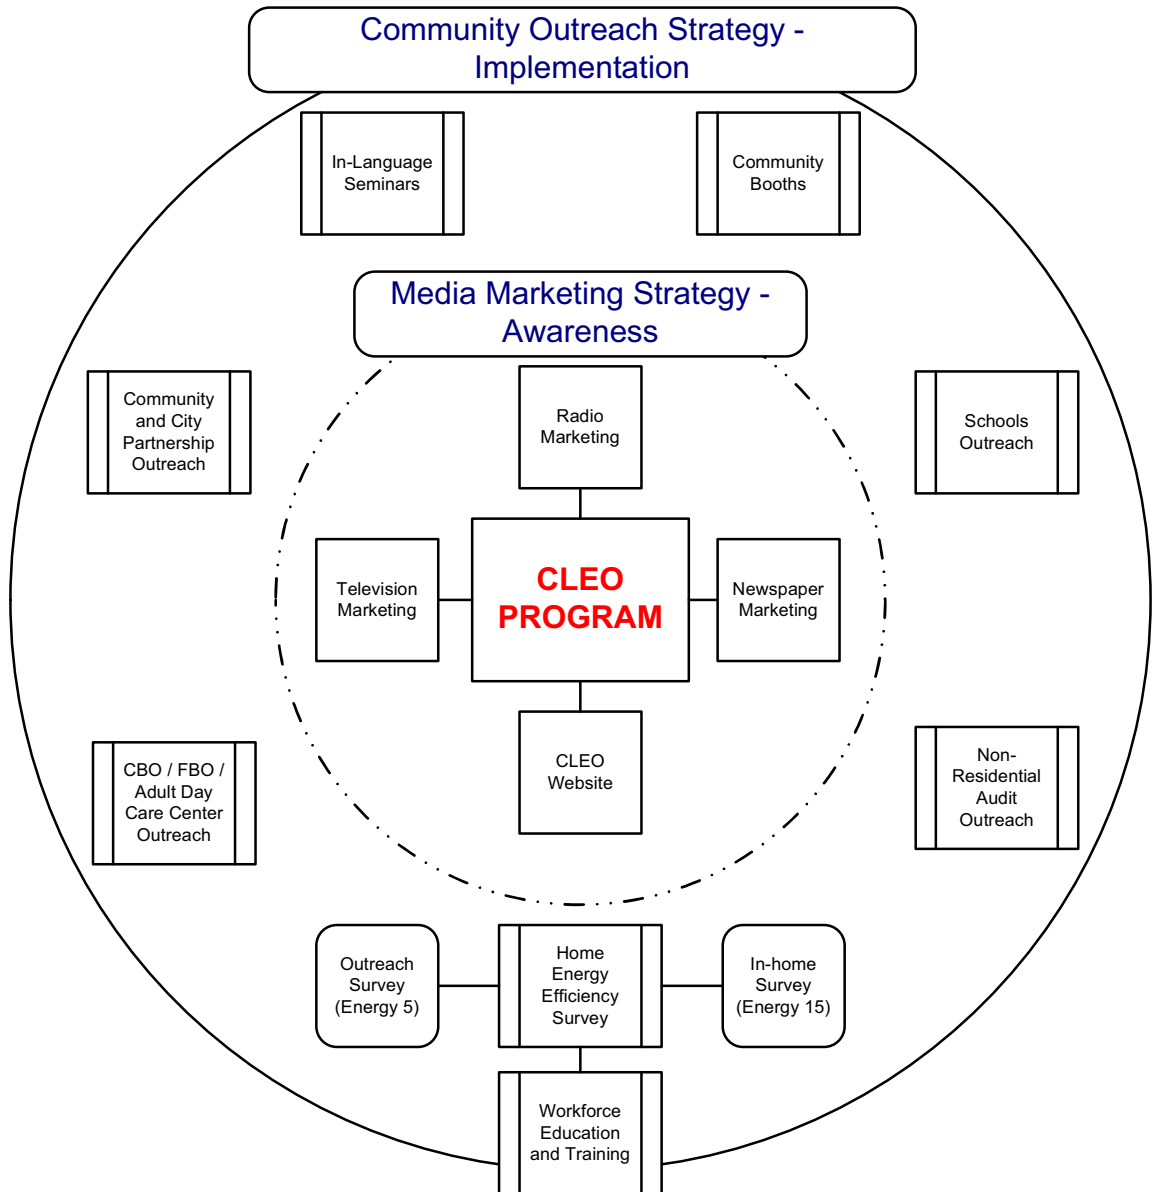 Community Outreach Strategy -
Implementation
In-Language
Seminars
Community
Booths
Media Marketing Strategy -
Awareness
Community
and City
Partnership
Outreach
Radio
Marketing
Schools
Outreach
Television
Marketing
CLEO
PROGRAM
Newspaper
Marketing
CLEO
Website
CBO / FBO /
Adult Day
Care Center
Outreach
Non-
Residential
Audit
Outreach
Outreach
Survey
(Energy 5)
Home
Energy
Efficiency
Survey
In-home
Survey
(Energy 15)
Workforce
Education
and Training